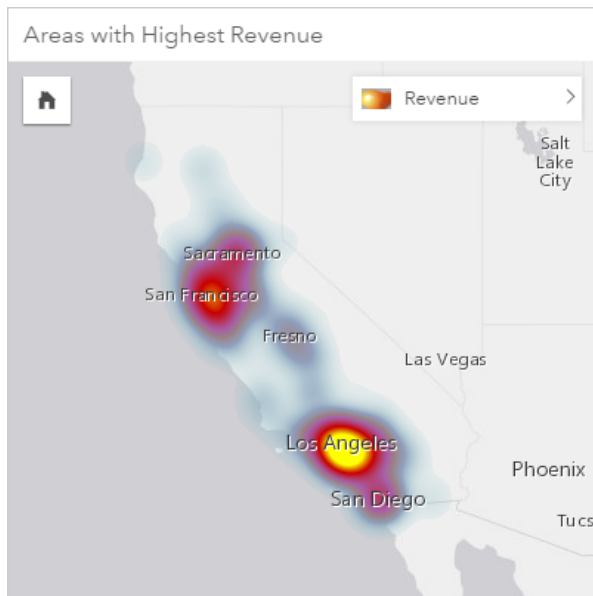 Areas with Highest Revenue
Revenue
Salt
Lake
City
Sacramento
San Francisco
Fresno
Las Vegas
Los Angeles
Phoenix
San Diego
Tucs